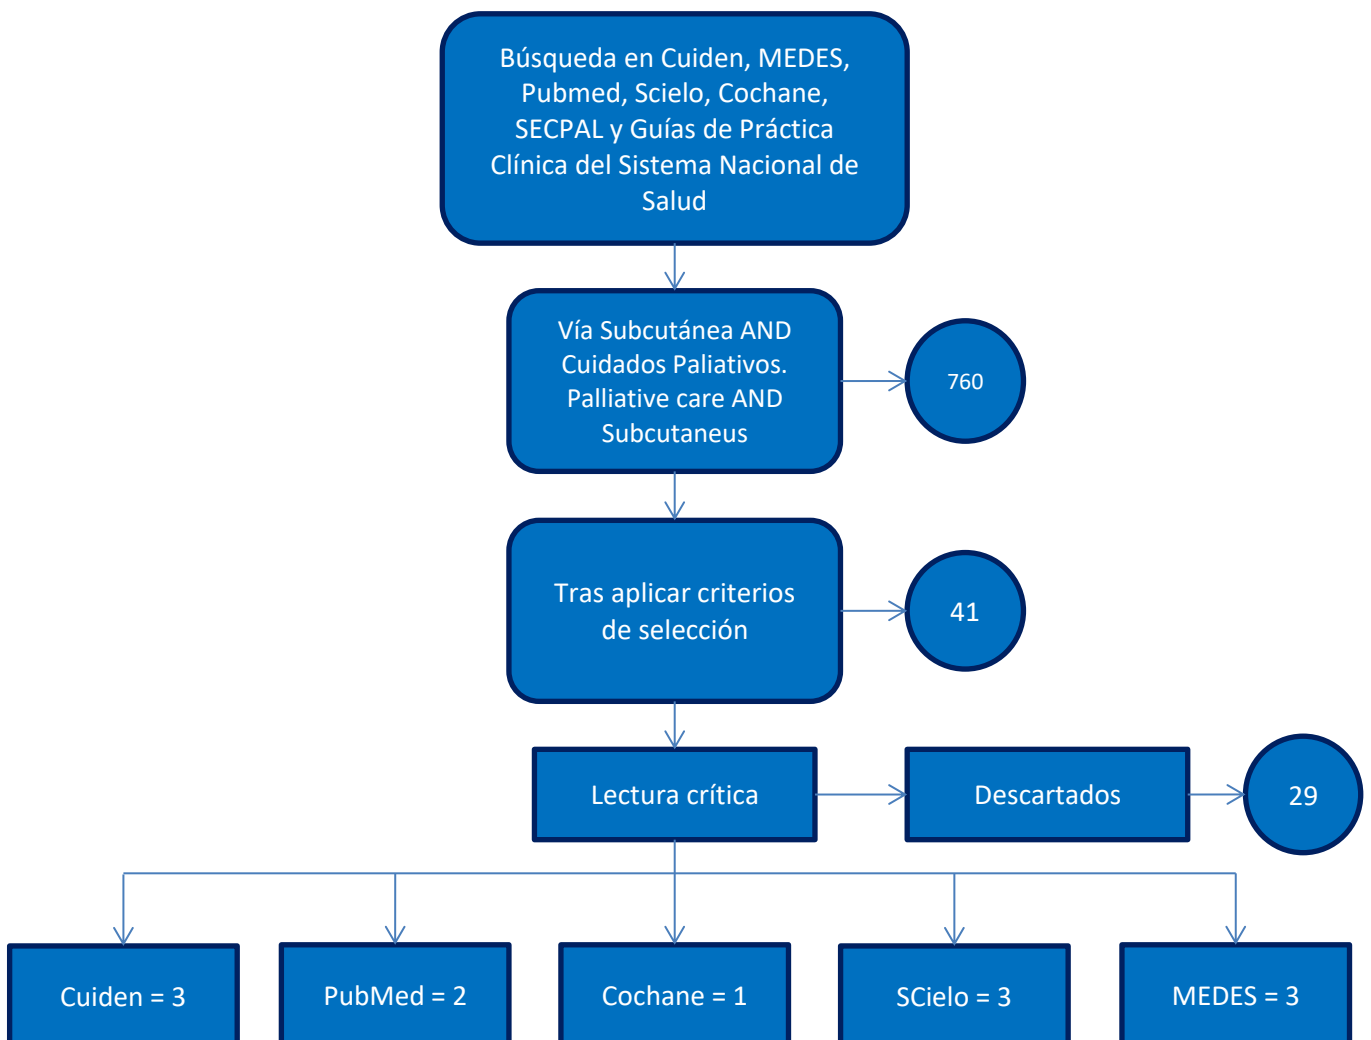 Búsqueda en Cuiden, MEDES,
Pubmed, Scielo, Cochane,
SECPAL y Guías de Práctica
Clínica del Sistema Nacional de
Salud
Vía Subcutánea AND
Cuidados Paliativos.
Palliative care AND
Subcutaneus
760
Tras aplicar criterios
de selección
41
Lectura crítica
Descartados
29
Cuiden = 3
PubMed = 2
Cochane = 1
SCielo = 3
MEDES = 3